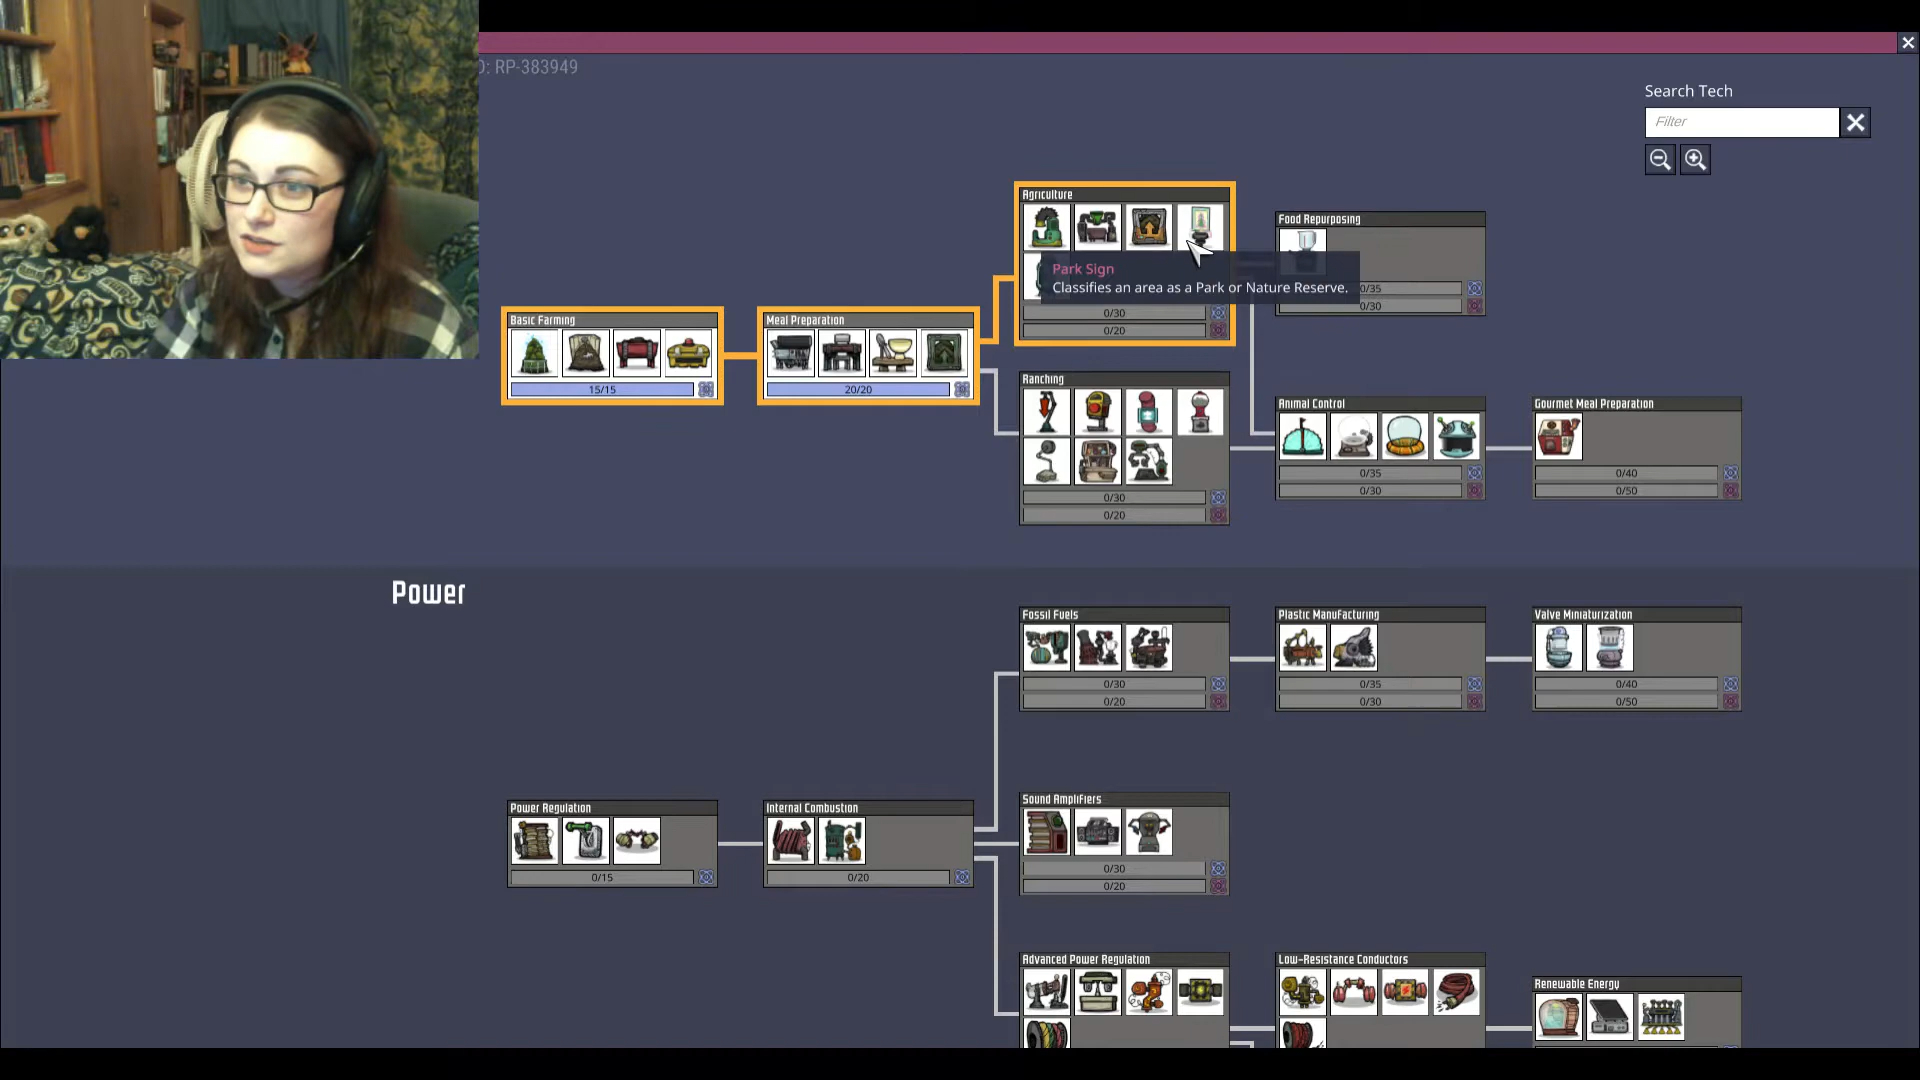 D: RP-383949
Search Tech
Filter
Agriculture
Park Sign
Classifies an area as a Park or Nature Reserve.
0/30
0/20
Food Repurposing
0/35
0/30
Basic Farming
15/15
Meal Preparation
20/20
Ranching
0/30
0/20
Animal Control
0/35
0/30
Gourmet Meal Preparation
0/40
0/50
Power
Fossil Fuels
0/30
0/20
Plastic Manufacturing
0/35
0/30
Valve Miniaturization
0/40
0/50
Power Regulation
0/15
Internal Combustion
0/20
Sound Amplifiers
0/30
0/20
Advanced Power Regulation
Low-Resistance Conductors
Renewable Energy